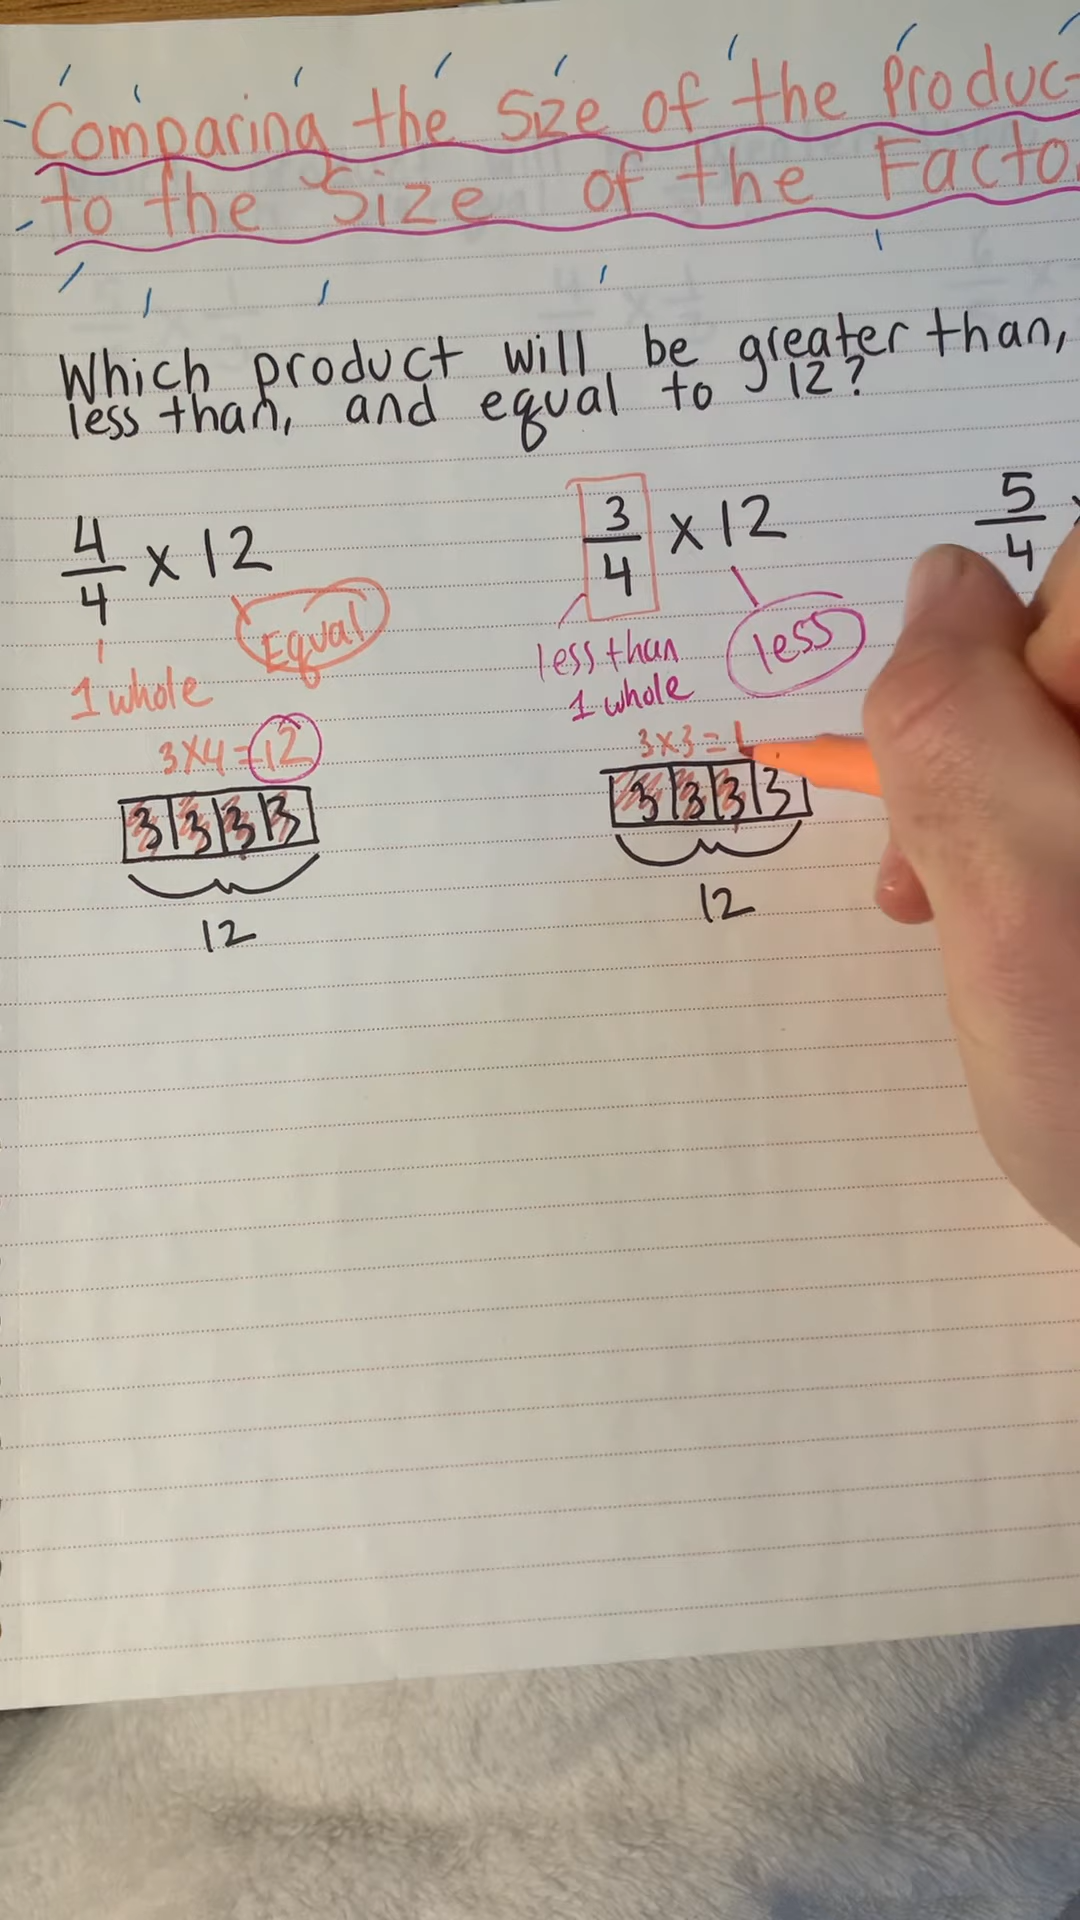 Comparing the Size of the Produc
to the Size of the Facto
Which product will be greater than,
less than, and equal to 12?
4/4 x 12
Equal
1 whole
3x4=12
3 3 3 3
12
3/4 x 12
less than
1 whole
less
3x3=1
3 3 3 3
12
5/4